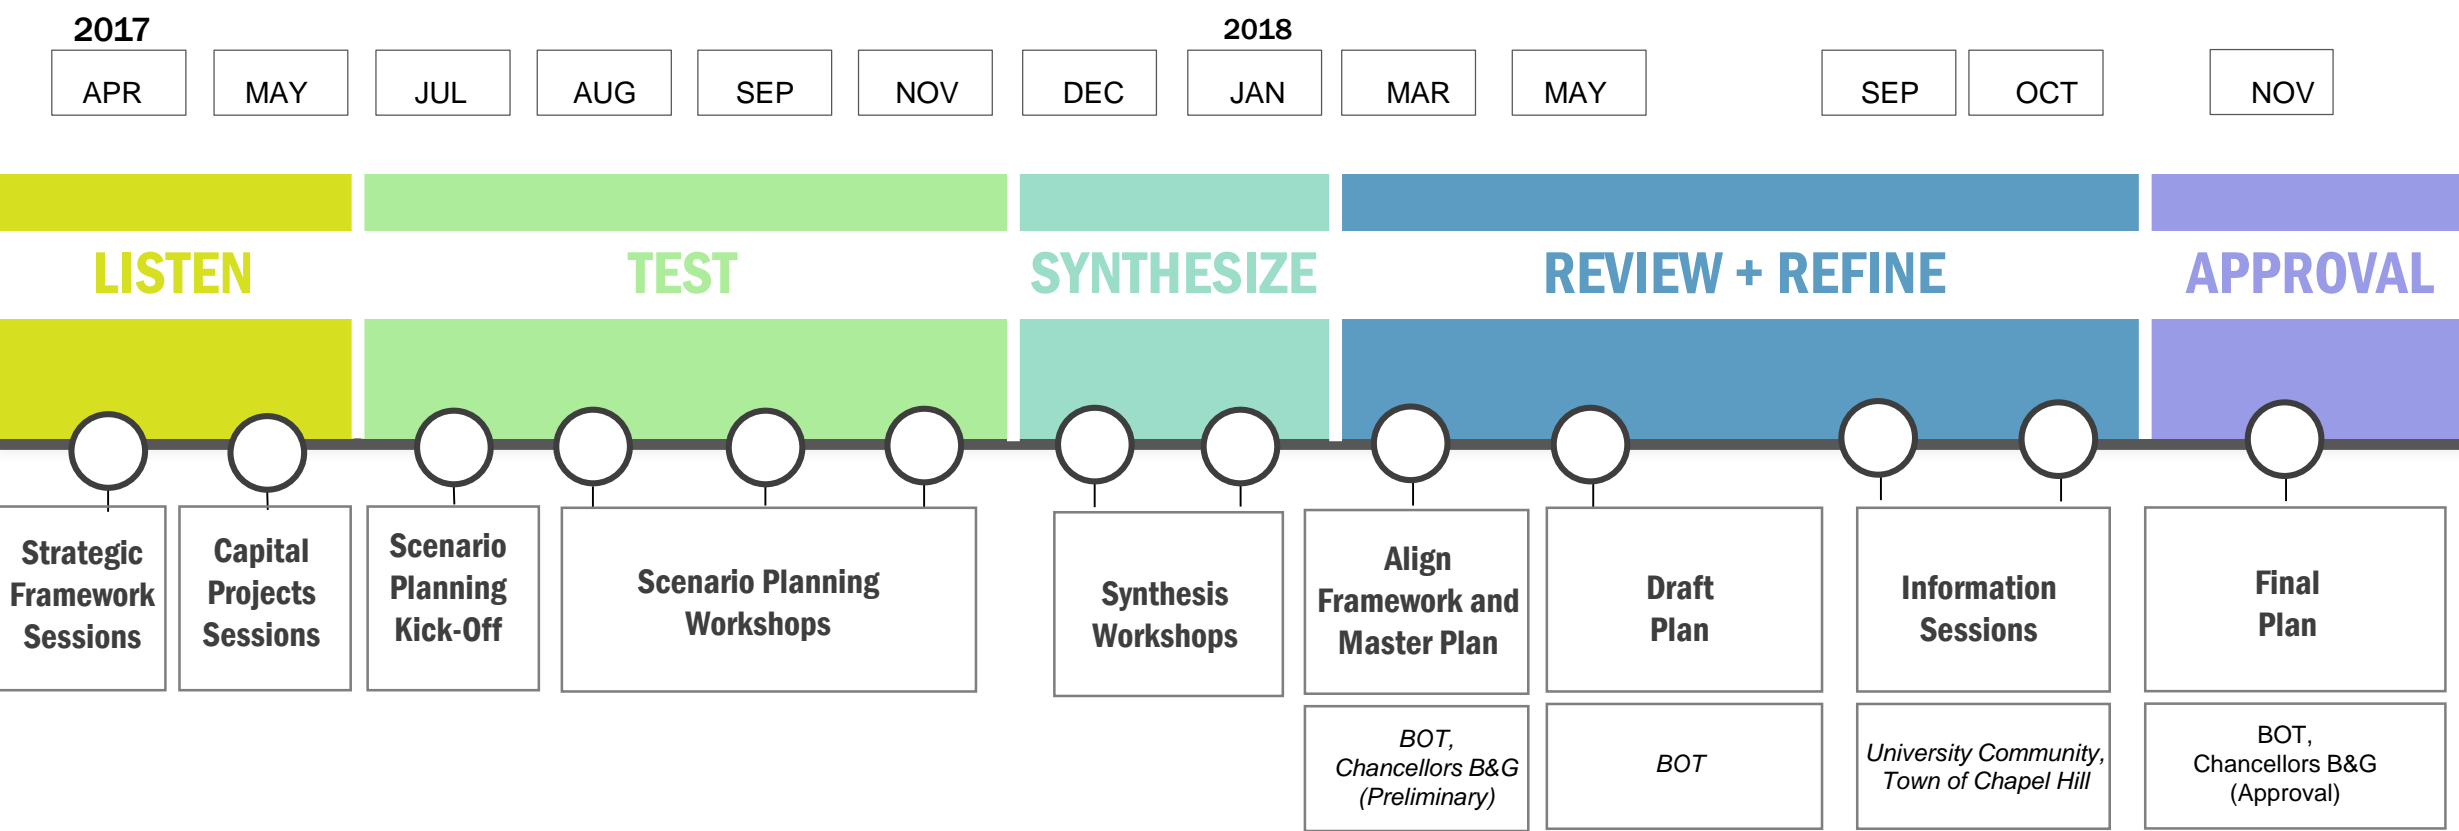 2017
2018
APR
MAY
JUL
AUG
SEP
NOV
DEC
JAN
MAR
MAY
SEP
OCT
NOV
LISTEN
TEST
SYNTHESIZE
REVIEW + REFINE
APPROVAL
Strategic
Framework
Sessions
Capital
Projects
Sessions
Scenario
Planning
Kick-Off
Scenario Planning
Workshops
Synthesis
Workshops
Align
Framework and
Master Plan
Draft
Plan
Information
Sessions
Final
Plan
BOT,
Chancellors B&G
(Preliminary)
BOT
University Community,
Town of Chapel Hill
BOT,
Chancellors B&G
(Approval)